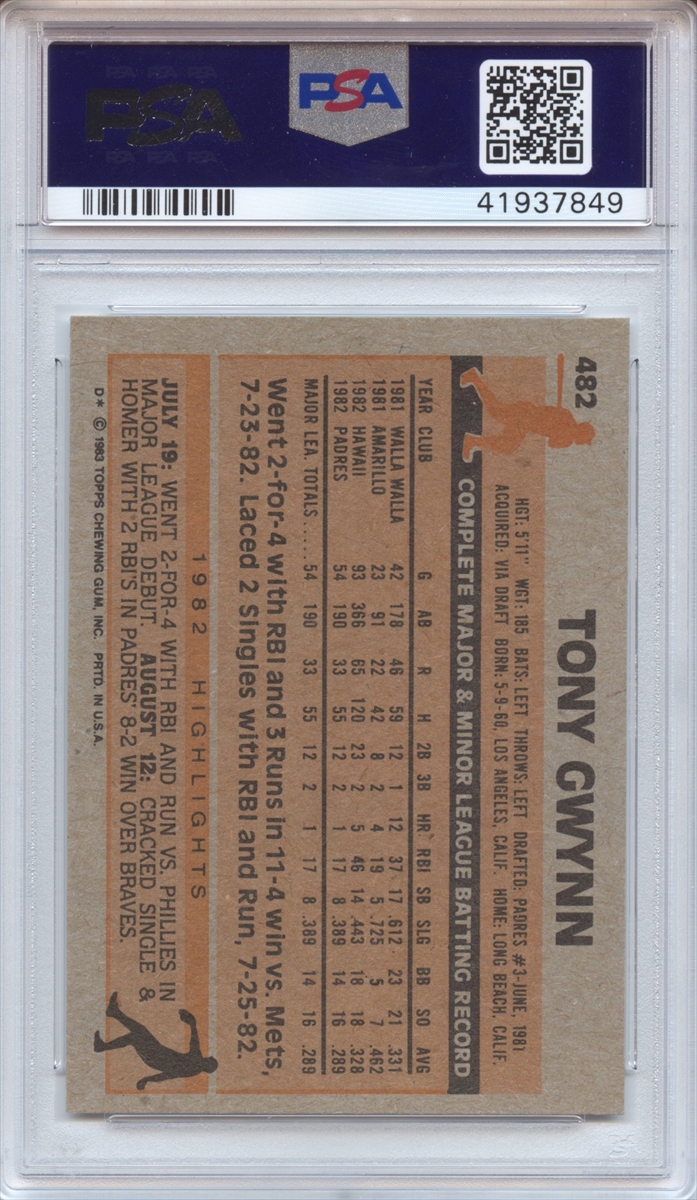 PSA PSA PSA
PSA
PSA PSA PSA
PSA
41937849
482
TONY GWYNN
HGT: 5'11" WGT: 185 BATS: LEFT THROWS: LEFT DRAFTED: PADRES #3-JUNE, 1981
ACQUIRED: VIA DRAFT BORN: 5-9-60, LOS ANGELES, CALIF. HOME: LONG BEACH, CALIF.
COMPLETE MAJOR & MINOR LEAGUE BATTING RECORD
YEAR CLUB G AB R H 2B 3B HR RBI SB SLG BB SO AVG
1981 WALLA WALLA 42 178 46 59 12 1 12 37 17 .612 23 21 .331
1981 AMARILLO 23 91 22 42 8 2 4 19 5 .725 5 7 .462
1982 HAWAII 93 366 65 120 23 2 5 46 14 .443 18 18 .328
1982 PADRES 54 190 33 55 12 2 1 17 8 .389 14 16 .289
MAJOR LEA. TOTALS..... 54 190 33 55 12 2 1 17 8 .389 14 16 .289
Went 2-for-4 with RBI and 3 Runs in 11-4 win vs. Mets,
7-23-82. Laced 2 Singles with RBI and Run, 7-25-82.
1982 HIGHLIGHTS
JULY 19: WENT 2-FOR-4 WITH RBI AND RUN VS. PHILLIES IN
MAJOR LEAGUE DEBUT. AUGUST 12: CRACKED SINGLE &
HOMER WITH 2 RBI'S IN PADRES' 8-2 WIN OVER BRAVES.
D* © 1983 TOPPS CHEWING GUM, INC. PRTD. IN U.S.A.